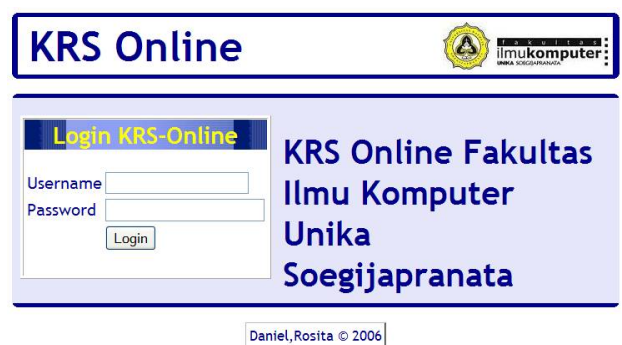 KRS Online
fakultas
ilmukomputer
UNIKA SOEGIJAPRANATA
Login KRS-Online
Username
Password
Login
KRS Online Fakultas
Ilmu Komputer
Unika
Soegijapranata
Daniel,Rosita © 2006